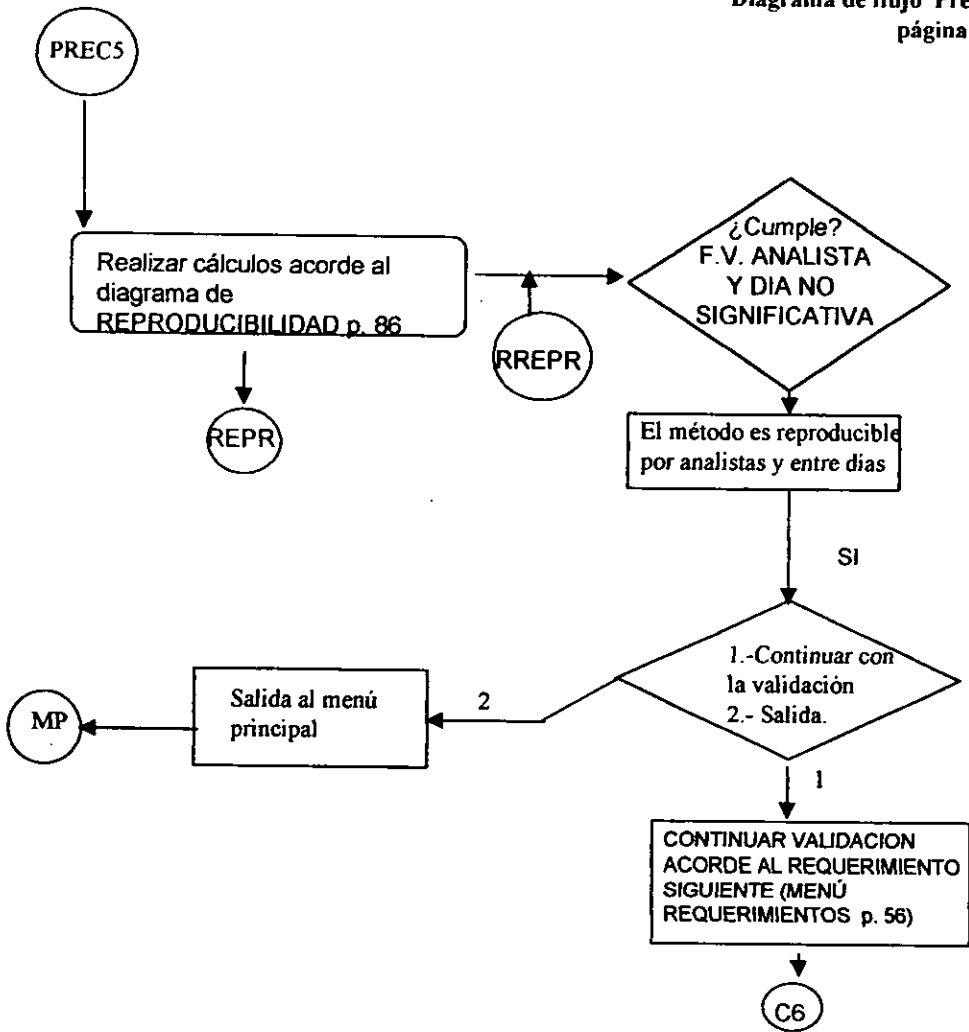 Diagrama de flujo Pre
página
PREC5
Realizar cálculos acorde al
diagrama de
REPRODUCIBILIDAD p. 86
REPR
RREPR
¿Cumple?
F.V. ANALISTA
Y DIA NO
SIGNIFICATIVA
El método es reproducible
por analistas y entre días
SI
1.-Continuar con
la validación
2.- Salida.
2
Salida al menú
principal
MP
1
CONTINUAR VALIDACION
ACORDE AL REQUERIMIENTO
SIGUIENTE (MENÚ
REQUERIMIENTOS p. 56)
C6